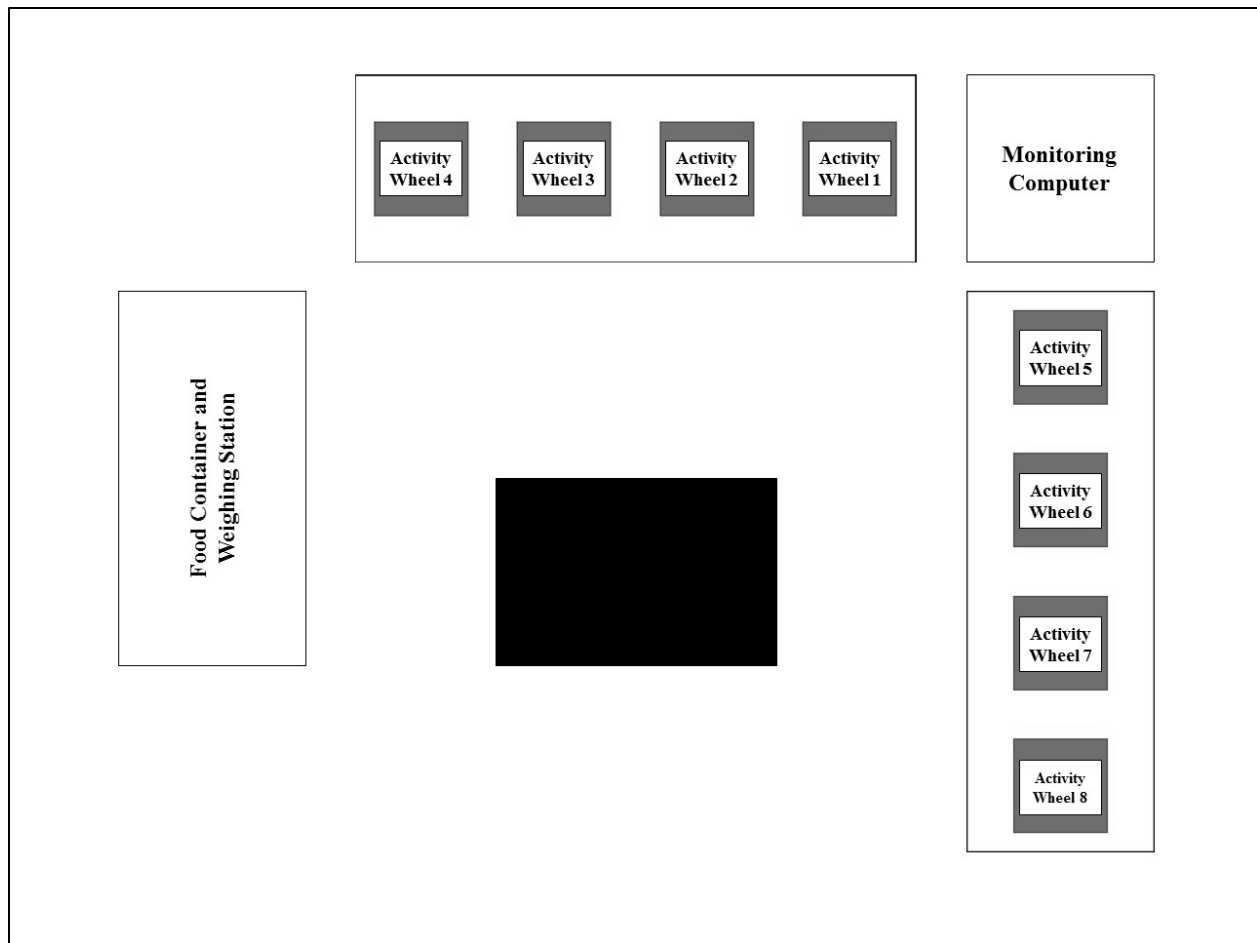 Activity
Wheel 4
Activity
Wheel 3
Activity
Wheel 2
Activity
Wheel 1
Monitoring
Computer
Food Container and
Weighing Station
Activity
Wheel 5
Activity
Wheel 6
Activity
Wheel 7
Activity
Wheel 8